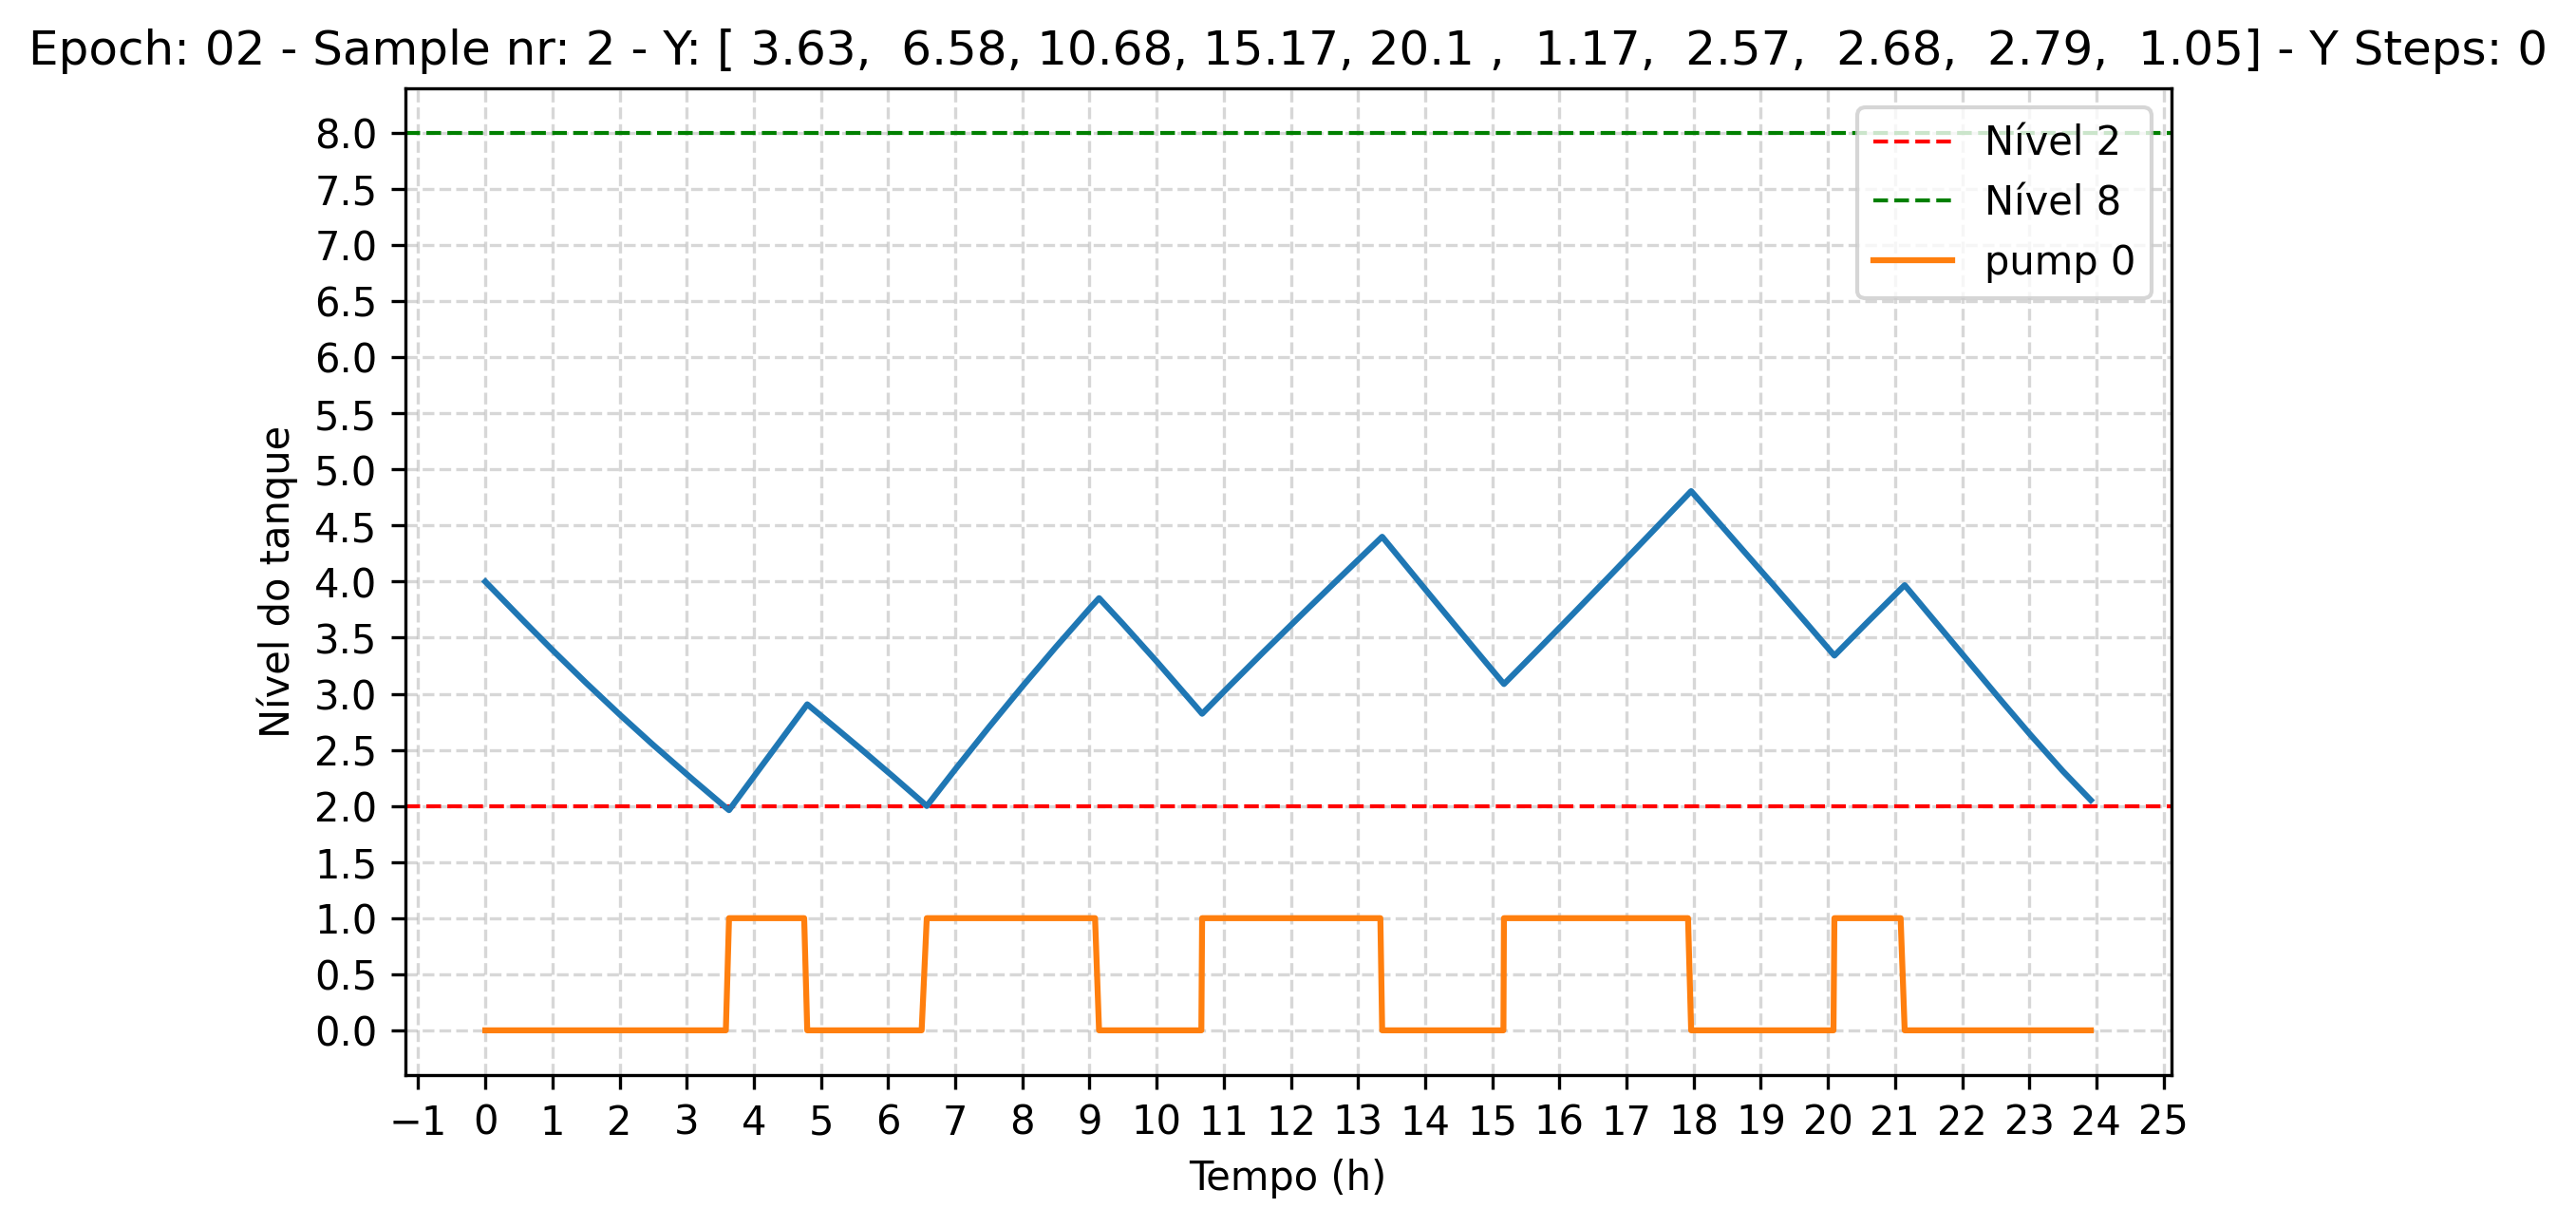 Epoch: 02 - Sample nr: 2 - Y: [ 3.63,  6.58, 10.68, 15.17, 20.1 ,  1.17,  2.57,  2.68,  2.79,  1.05] - Y Steps: 0
Nível 2
Nível 8
pump 0
8.0
7.5
7.0
6.5
6.0
5.5
5.0
4.5
4.0
3.5
3.0
2.5
2.0
1.5
1.0
0.5
0.0
Nível do tanque
−1 0 1 2 3 4 5 6 7 8 9 10 11 12 13 14 15 16 17 18 19 20 21 22 23 24 25
Tempo (h)